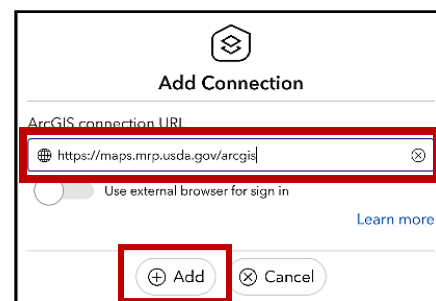 Add Connection
ArcGIS connection URL
https://maps.mrp.usda.gov/arcgis
Use external browser for sign in
Learn more
Add
Cancel